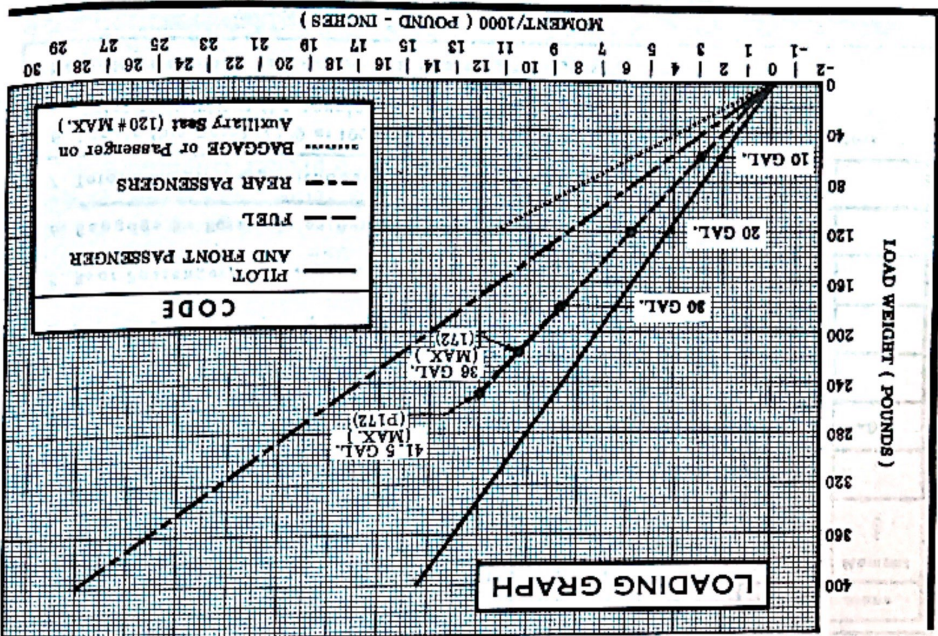 LOADING GRAPH
LOAD WEIGHT ( POUNDS )
400
360
320
280
240
200
160
120
80
40
0
41.5 GAL.
(MAX.)
(P172)
36 GAL.
(MAX.)
(172)
30 GAL.
20 GAL.
10 GAL.
CODE
PILOT,
AND FRONT PASSENGER
FUEL
REAR PASSENGERS
BAGGAGE or Passenger on
Auxiliary Seat (120 # MAX.)
-2 0 2 4 6 8 10 12 14 16 18 20 22 24 26 28 30
-1 1 3 5 7 9 11 13 15 17 19 21 23 25 27 29
MOMENT/1000 ( POUND - INCHES )